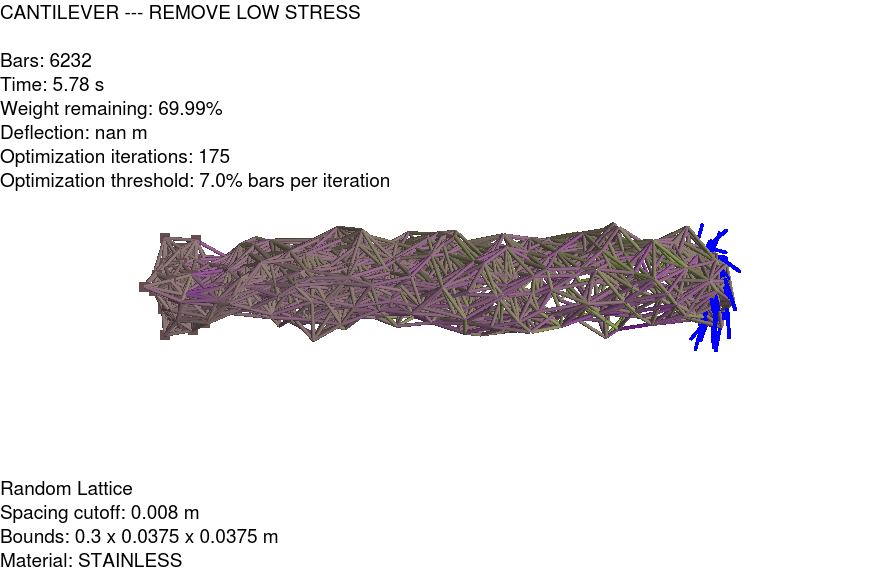 CANTILEVER --- REMOVE LOW STRESS
Bars: 6232
Time: 5.78 s
Weight remaining: 69.99%
Deflection: nan m
Optimization iterations: 175
Optimization threshold: 7.0% bars per iteration
Random Lattice
Spacing cutoff: 0.008 m
Bounds: 0.3 x 0.0375 x 0.0375 m
Material: STAINLESS